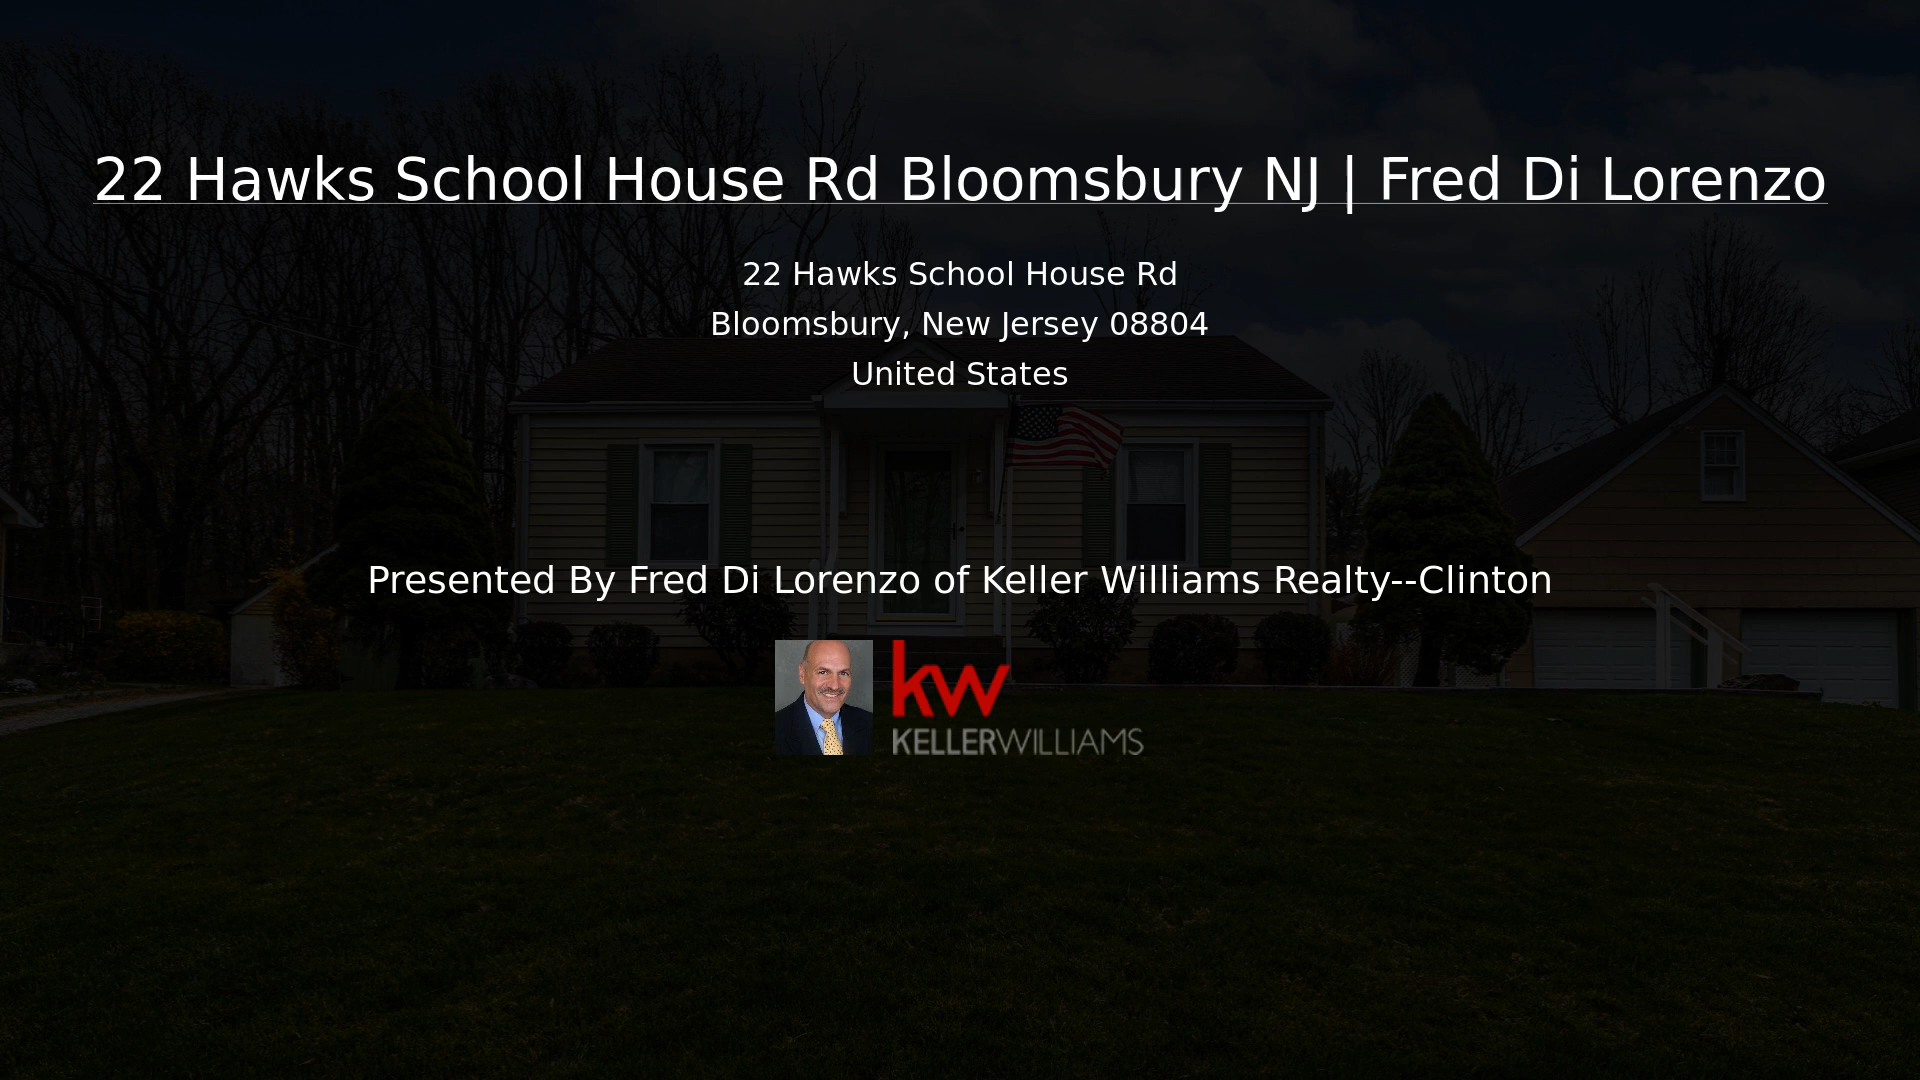 22 Hawks School House Rd Bloomsbury NJ | Fred Di Lorenzo
22 Hawks School House Rd
Bloomsbury, New Jersey 08804
United States
Presented By Fred Di Lorenzo of Keller Williams Realty--Clinton
kw
KELLERWILLIAMS